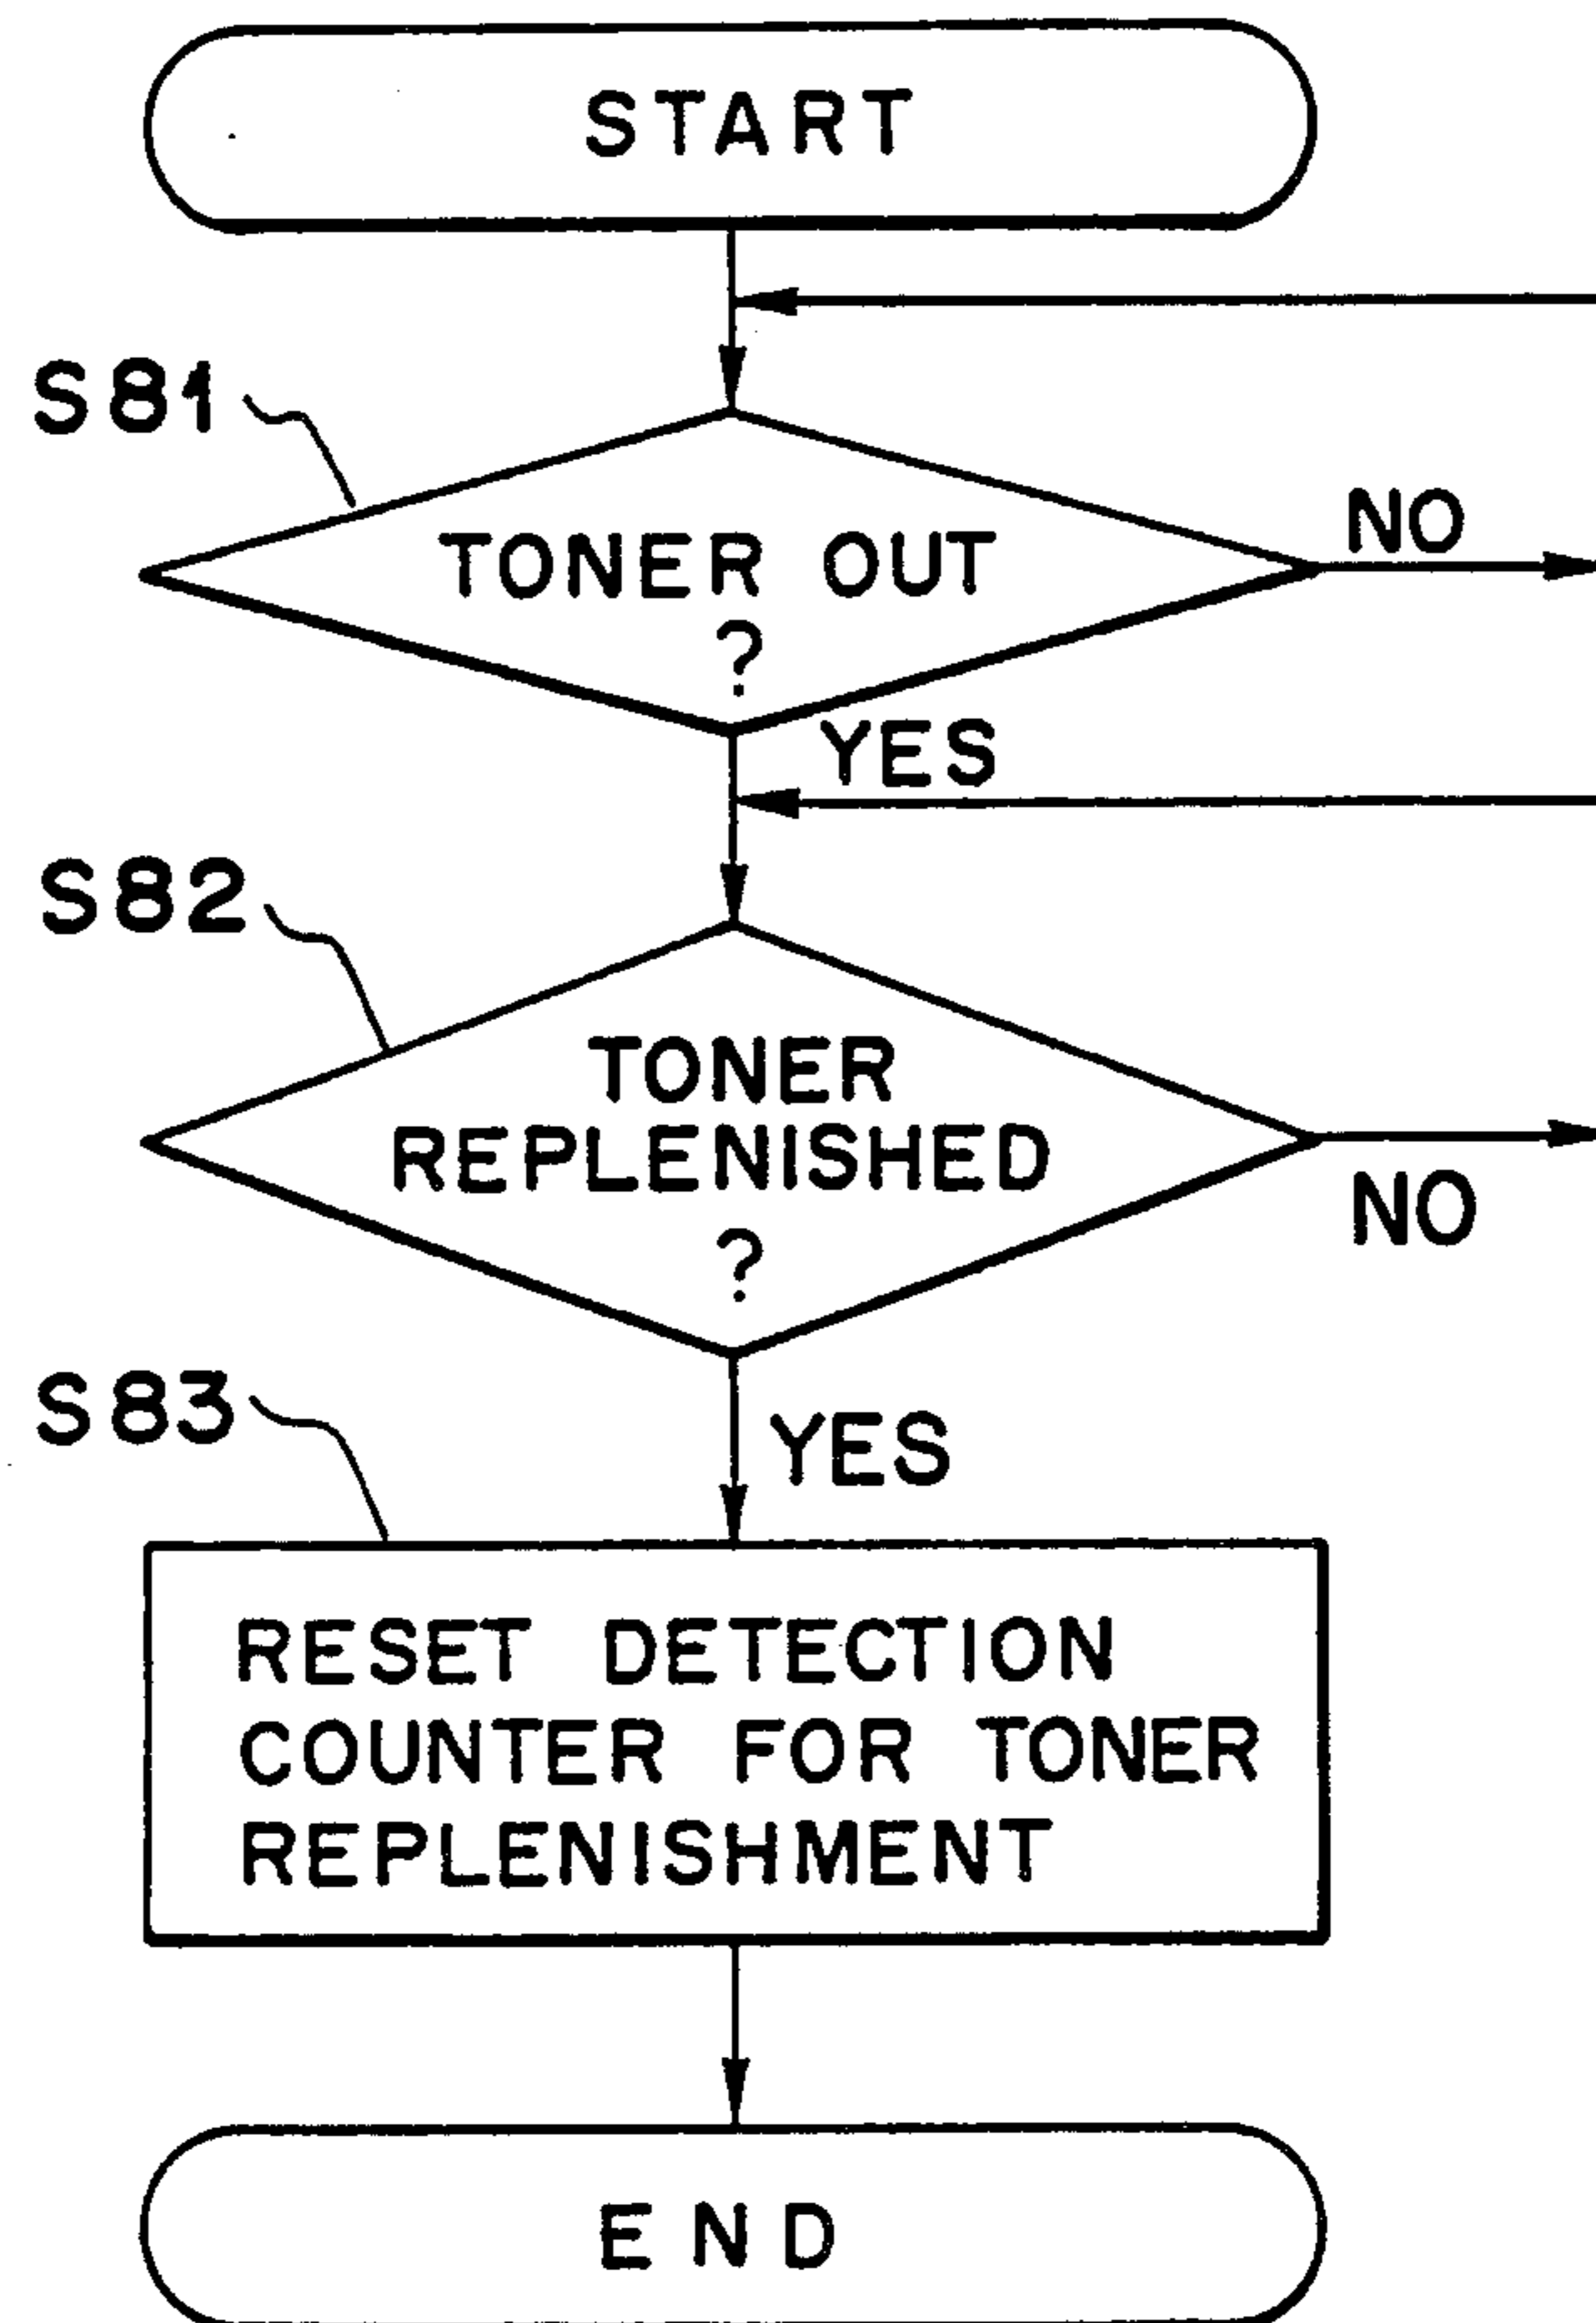 START
S81
TONER OUT
?
NO
YES
S82
TONER
REPLENISHED
?
NO
YES
S83
RESET DETECTION
COUNTER FOR TONER
REPLENISHMENT
END